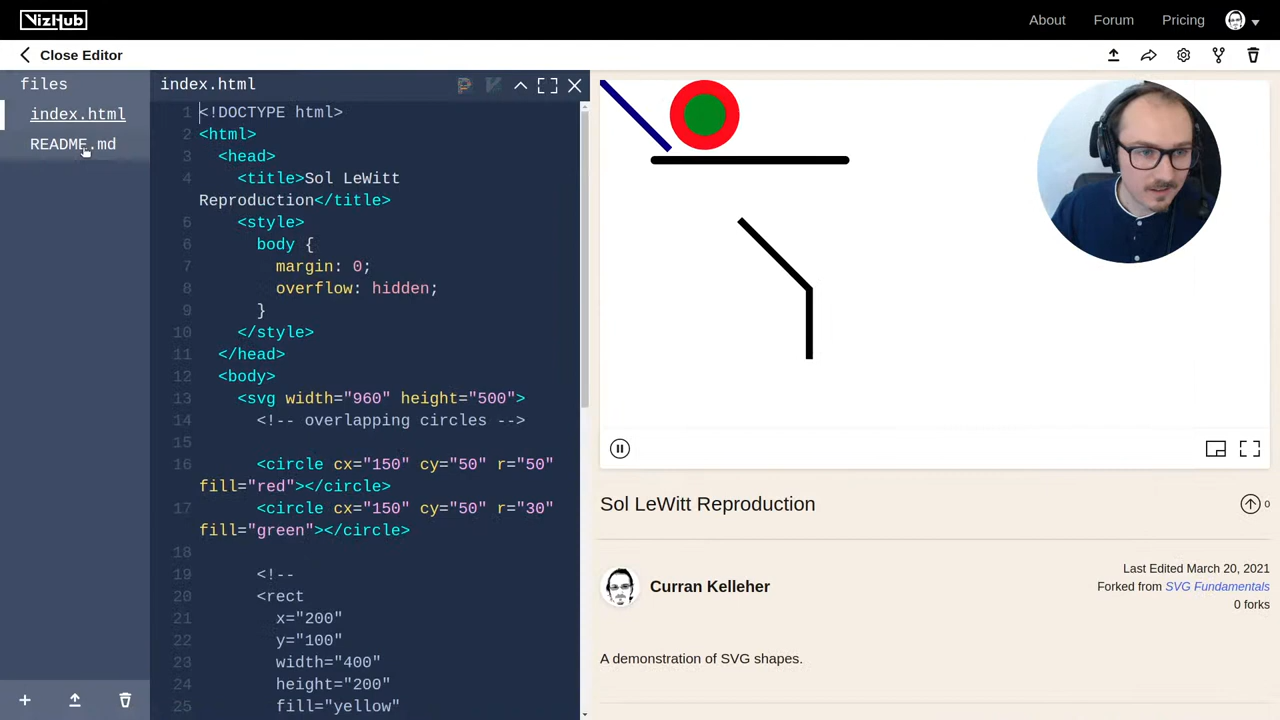 VizHub
About Forum Pricing
Close Editor
files
index.html
README.md
index.html
1 <!DOCTYPE html>
2 <html>
3 <head>
4 <title>Sol LeWitt
Reproduction</title>
6 <style>
6 body {
7 margin: 0;
8 overflow: hidden;
9 }
10 </style>
11 </head>
12 <body>
13 <svg width="960" height="500">
14 <!-- overlapping circles -->
15
16 <circle cx="150" cy="50" r="50"
fill="red"></circle>
17 <circle cx="150" cy="50" r="30"
fill="green"></circle>
18
19 <!--
20 <rect
21 x="200"
22 y="100"
23 width="400"
24 height="200"
25 fill="yellow"
Sol LeWitt Reproduction
0
Curran Kelleher
Last Edited March 20, 2021
Forked from SVG Fundamentals
0 forks
A demonstration of SVG shapes.